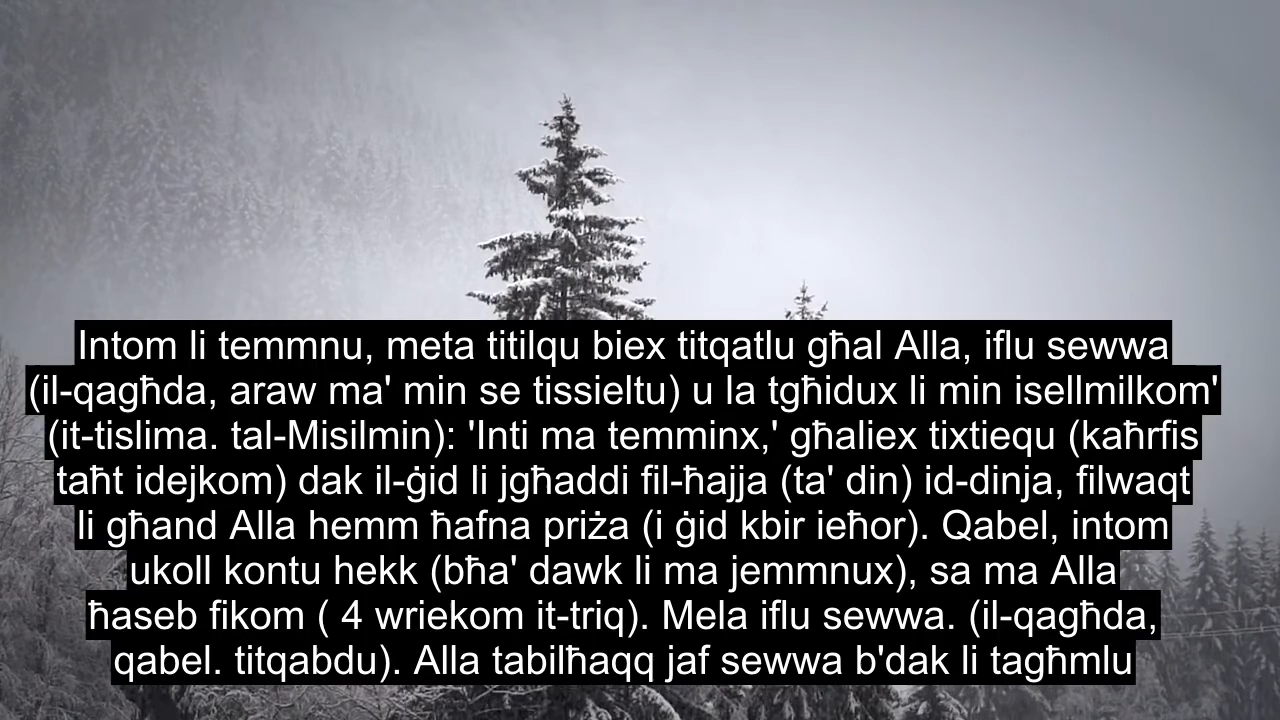 Intom li temmnu, meta titilqu biex titqatlu għal Alla, iflu sewwa
(il-qagħda, araw ma' min se tissieltu) u la tgħidux li min isellmilkom'
(it-tislima. tal-Misilmin): 'Inti ma temminx,' għaliex tixtiequ (kaħrfis
taħt idejkom) dak il-ġid li jgħaddi fil-ħajja (ta' din) id-dinja, filwaqt
li għand Alla hemm ħafna priża (i ġid kbir ieħor). Qabel, intom
ukoll kontu hekk (bħa' dawk li ma jemmnux), sa ma Alla
ħaseb fikom ( 4 wriekom it-triq). Mela iflu sewwa. (il-qagħda,
qabel. titqabdu). Alla tabilħaqq jaf sewwa b'dak li tagħmlu